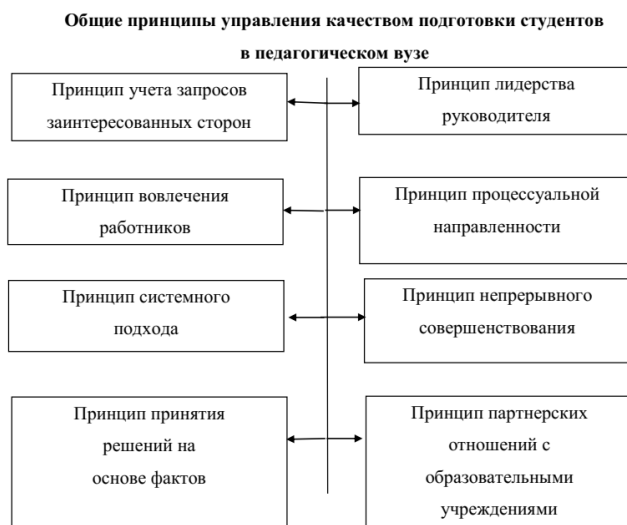 Общие принципы управления качеством подготовки студентов
в педагогическом вузе
Принцип учета запросов
заинтересованных сторон
Принцип лидерства
руководителя
Принцип вовлечения
работников
Принцип процессуальной
направленности
Принцип системного
подхода
Принцип непрерывного
совершенствования
Принцип принятия
решений на
основе фактов
Принцип партнерских
отношений с
образовательными
учреждениями